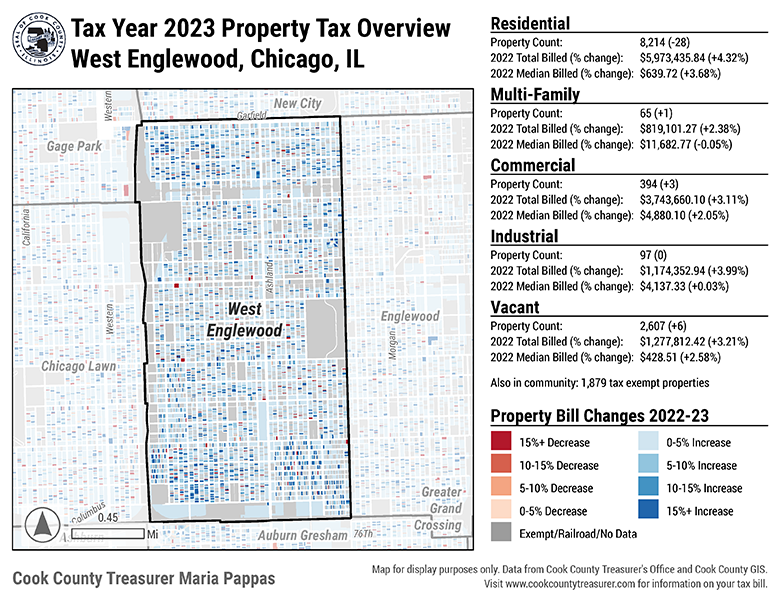 Tax Year 2023 Property Tax Overview
West Englewood, Chicago, IL
Western
New City
Garfield
Gage Park
California
Ashland
West
Englewood
Western
Englewood
Morgan
Chicago Lawn
Greater
Grand
Crossing
Columbus
0.45
Mi
Auburn
Auburn Gresham
76Th
Residential
Property Count: 8,214 (-28)
2022 Total Billed (% change): $5,973,435.84 (+4.32%)
2022 Median Billed (% change): $639.72 (+3.68%)
Multi-Family
Property Count: 65 (+1)
2022 Total Billed (% change): $819,101.27 (+2.38%)
2022 Median Billed (% change): $11,682.77 (-0.05%)
Commercial
Property Count: 394 (+3)
2022 Total Billed (% change): $3,743,660.10 (+3.11%)
2022 Median Billed (% change): $4,880.10 (+2.05%)
Industrial
Property Count: 97 (0)
2022 Total Billed (% change): $1,174,352.94 (+3.99%)
2022 Median Billed (% change): $4,137.33 (+0.03%)
Vacant
Property Count: 2,607 (+6)
2022 Total Billed (% change): $1,277,812.42 (+3.21%)
2022 Median Billed (% change): $428.51 (+2.58%)
Also in community: 1,879 tax exempt properties
Property Bill Changes 2022-23
15%+ Decrease
10-15% Decrease
5-10% Decrease
0-5% Decrease
Exempt/Railroad/No Data
0-5% Increase
5-10% Increase
10-15% Increase
15%+ Increase
Cook County Treasurer Maria Pappas
Map for display purposes only. Data from Cook County Treasurer's Office and Cook County GIS.
Visit www.cookcountytreasurer.com for information on your tax bill.